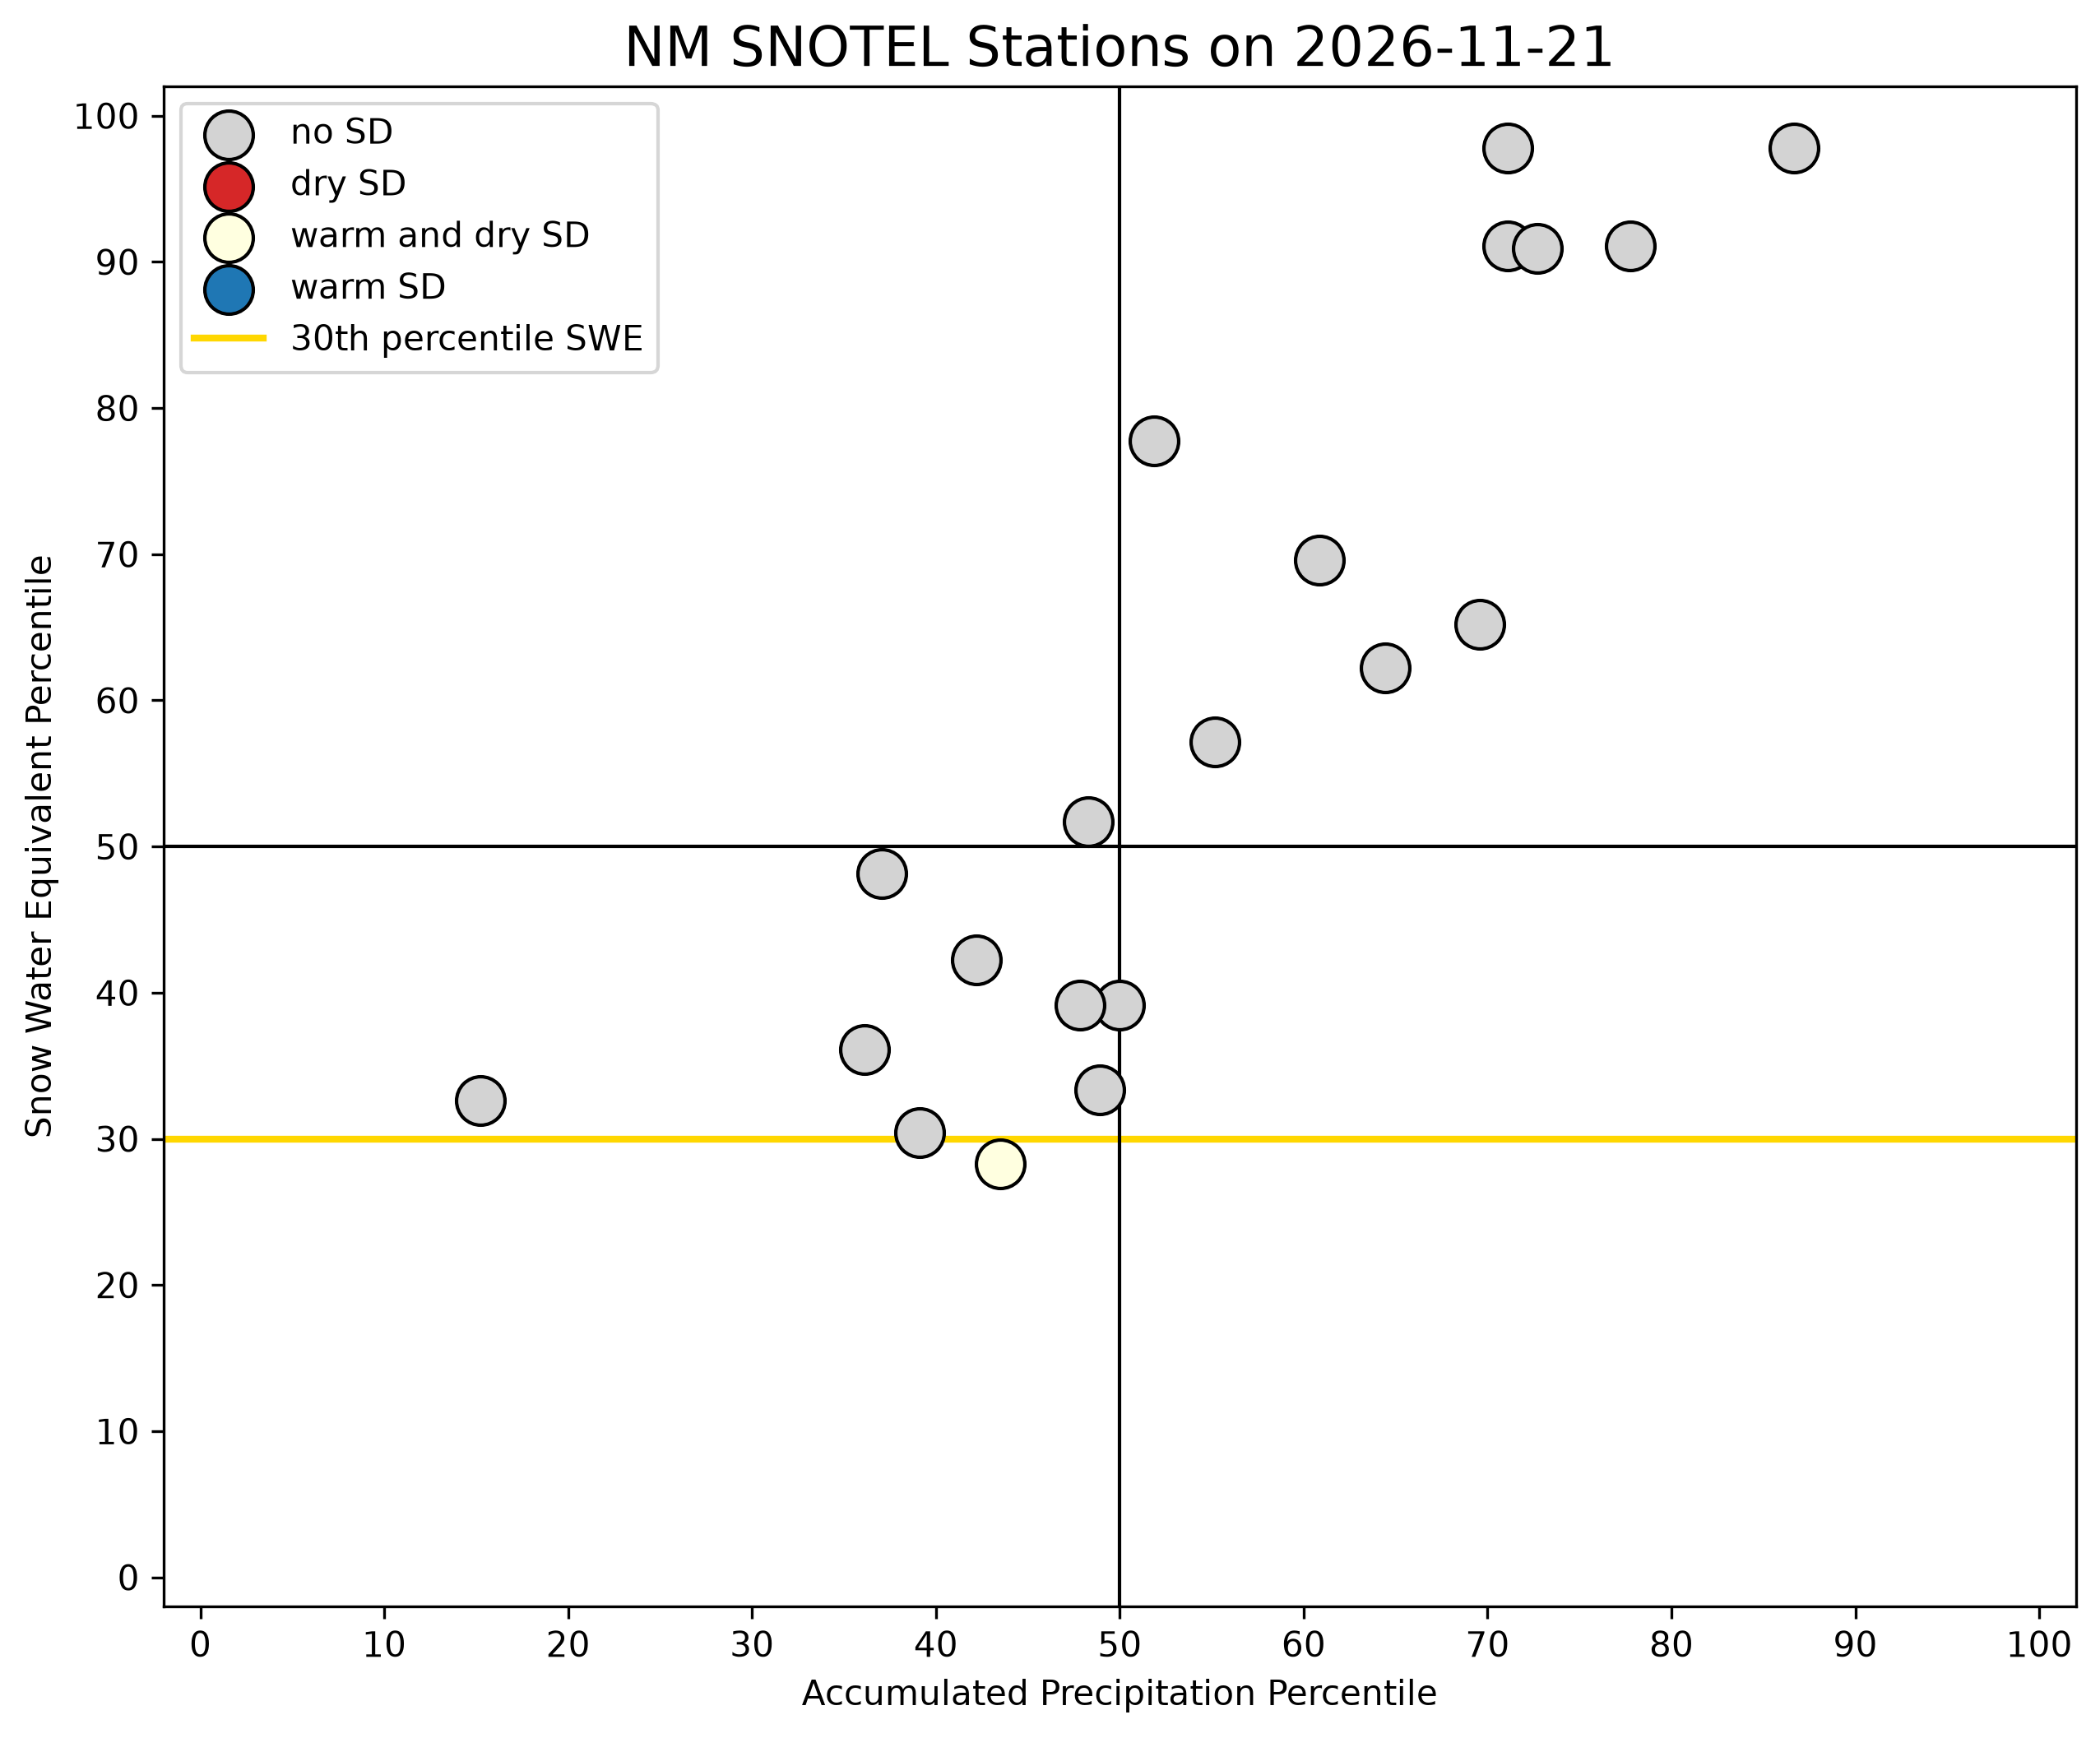 NM SNOTEL Stations on 2026-11-21
no SD
dry SD
warm and dry SD
warm SD
30th percentile SWE
100
90
80
70
60
50
40
30
20
10
0
Snow Water Equivalent Percentile
0 10 20 30 40 50 60 70 80 90 100
Accumulated Precipitation Percentile